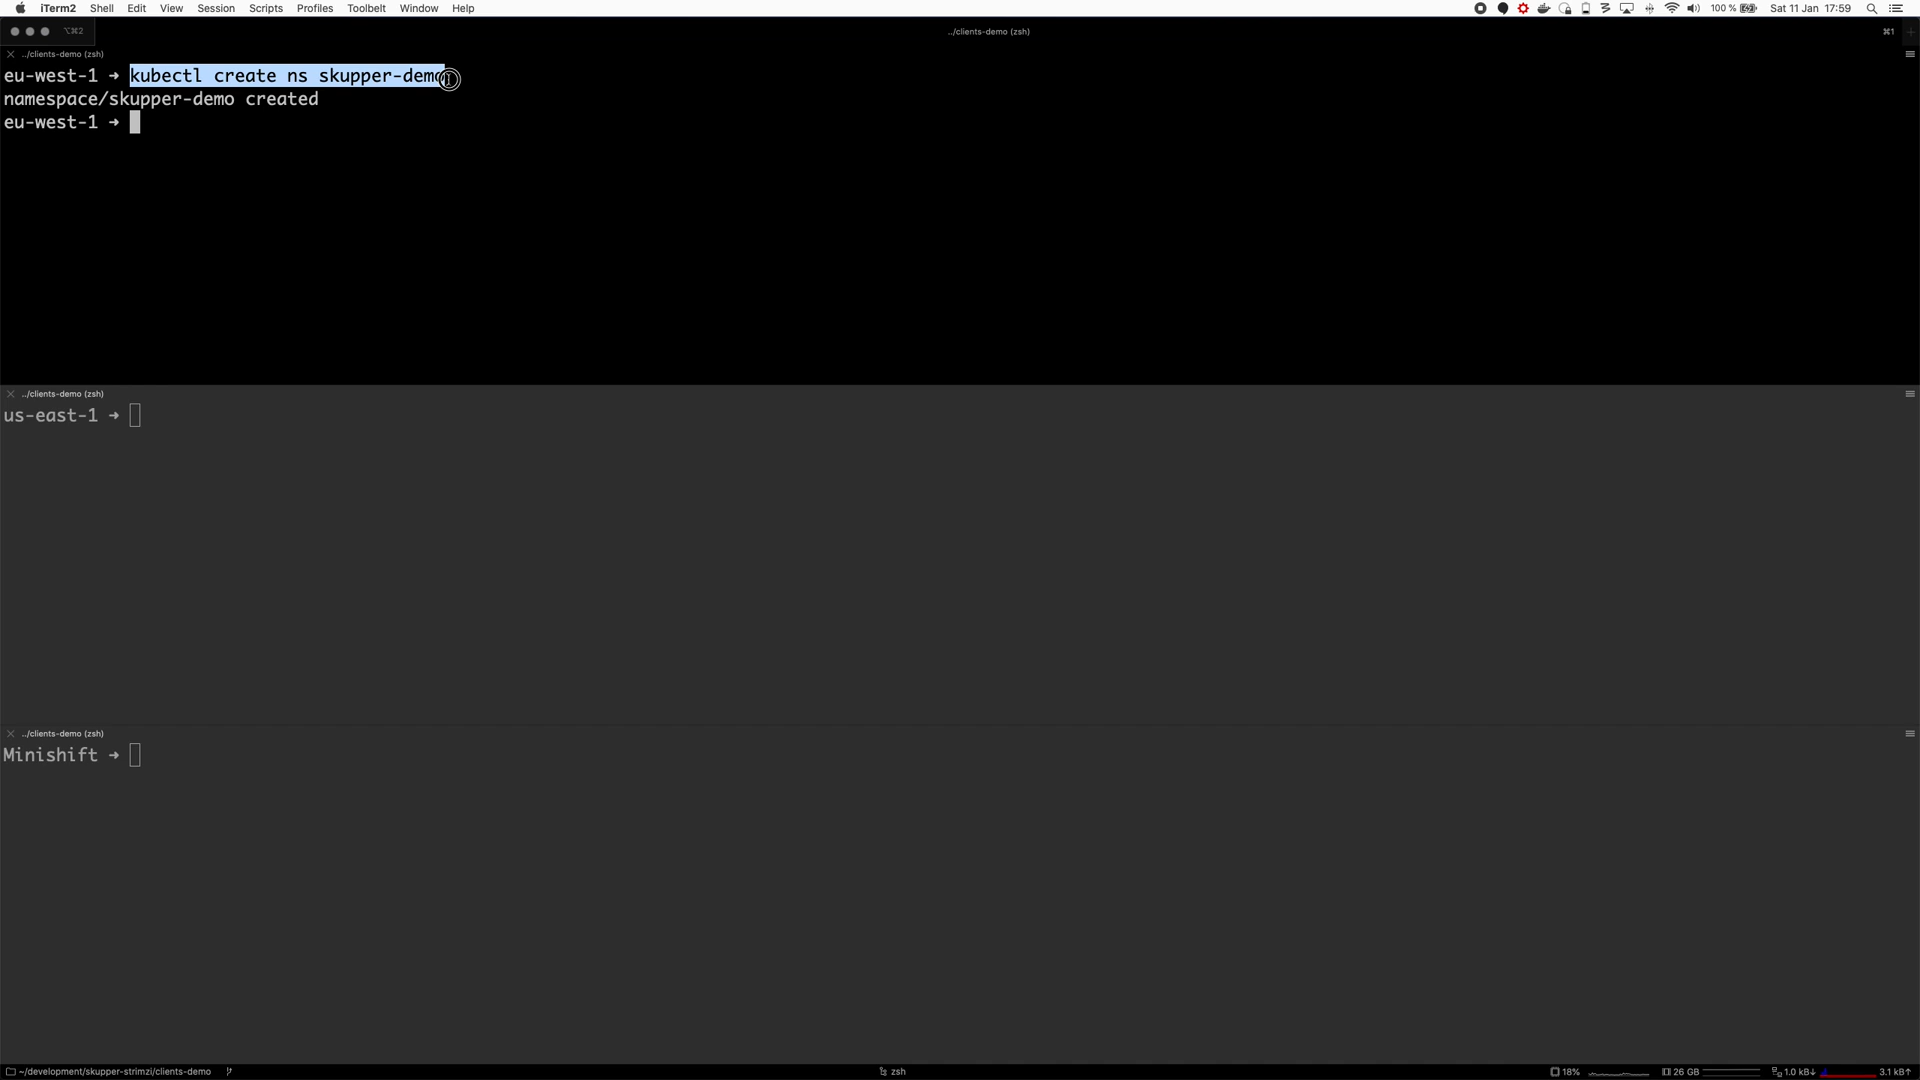 iTerm2 Shell Edit View Session Scripts Profiles Toolbelt Window Help 100 % Sat 11 Jan 17:59
⌥⌘2 ../clients-demo (zsh) ⌘1
../clients-demo (zsh)
eu-west-1 → kubectl create ns skupper-demo
namespace/skupper-demo created
eu-west-1 →
../clients-demo (zsh)
us-east-1 →
../clients-demo (zsh)
Minishift →
~/development/skupper-strimzi/clients-demo zsh 18% 26 GB 1.0 kB↓ 3.1 kB↑